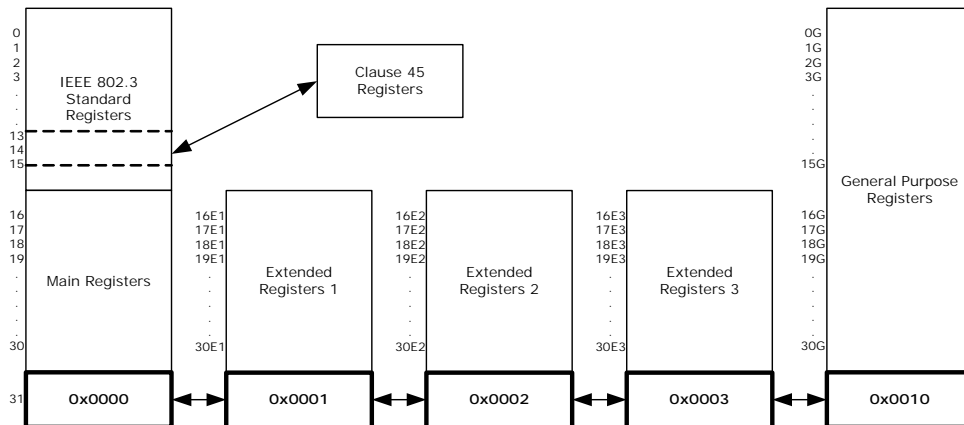 0
1
2
3
.
.
.
13
14
15
IEEE 802.3
Standard
Registers
Clause 45
Registers
16
17
18
19
.
.
.
.
.
30
Main Registers
16E1
17E1
18E1
19E1
.
.
.
.
.
30E1
Extended
Registers 1
16E2
17E2
18E2
19E2
.
.
.
.
.
30E2
Extended
Registers 2
16E3
17E3
18E3
19E3
.
.
.
.
.
30E3
Extended
Registers 3
0G
1G
2G
3G
.
.
.
.
.
15G
16G
17G
18G
19G
.
.
.
.
.
30G
General Purpose
Registers
31
0x0000
0x0001
0x0002
0x0003
0x0010